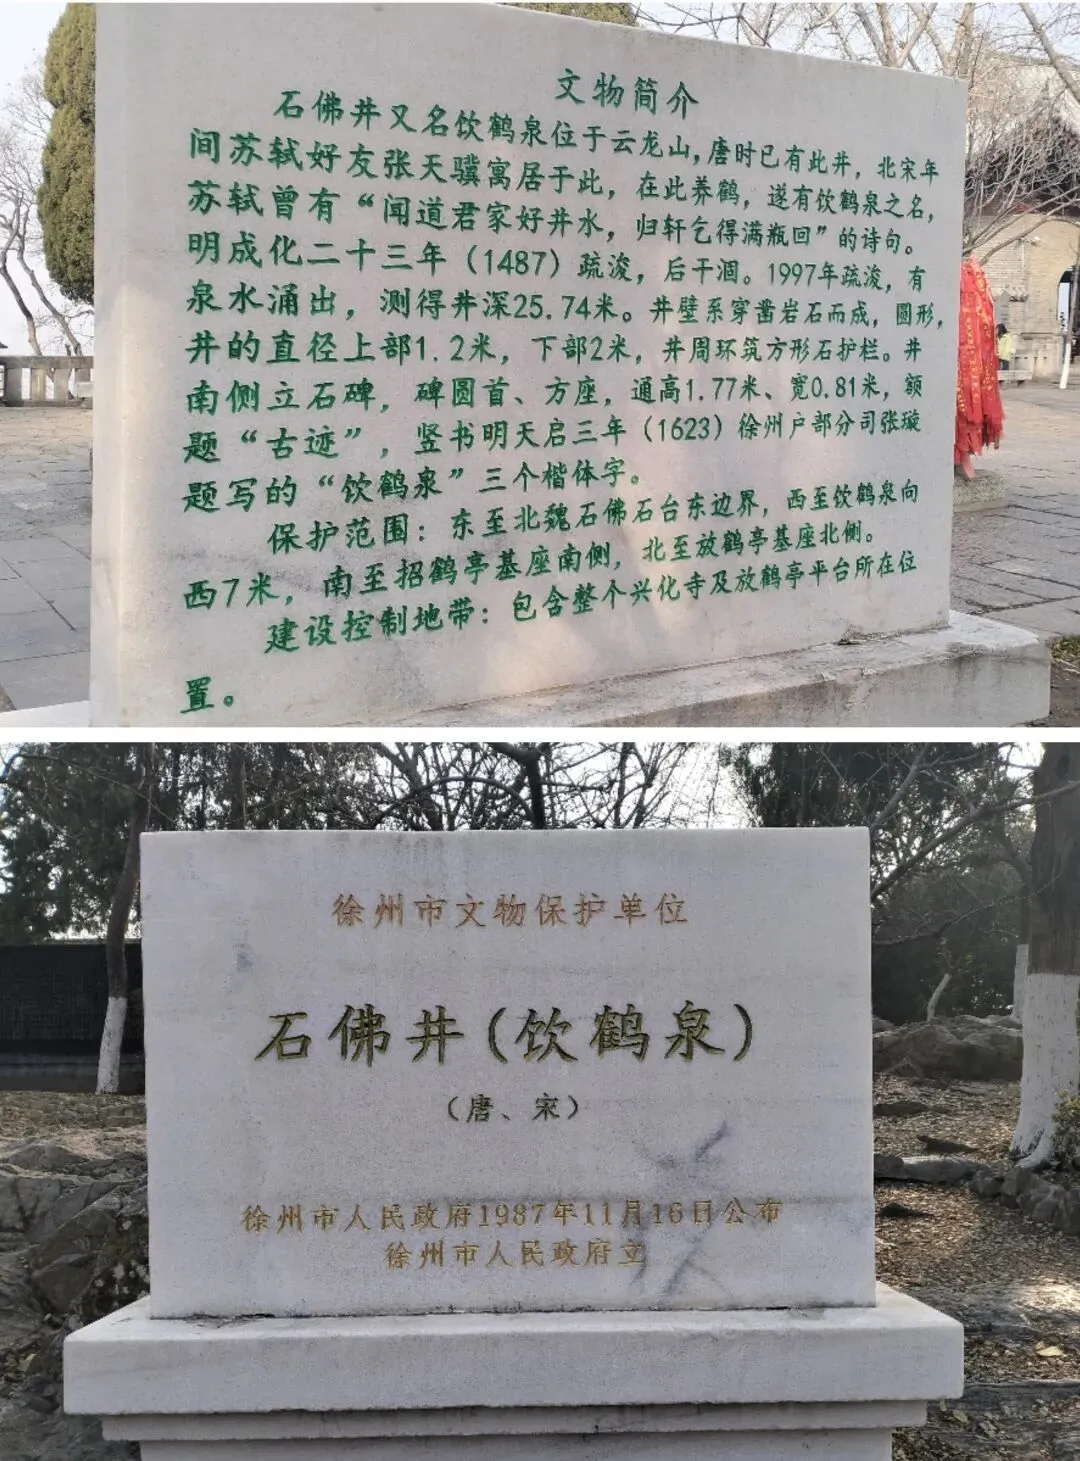 文物简介
石佛井又名饮鹤泉位于云龙山,唐时已有此井，北宋年
间苏轼好友张天骥寓居于此，在此养鹤，遂有饮鹤泉之名，
苏轼曾有“闻道君家好井水，归轩乞得满瓶回”的诗句。
明成化二十三年（1487）疏浚，后干涸。1997年疏浚，有
泉水涌出，测得井深25.74米。井壁系穿凿岩石而成，圆形，
井的直径上部1.2米，下部2米，井周环筑方形石护栏。井
南侧立石碑，碑圆首、方座，通高1.77米、宽0.81米，额
题“古迹”，竖书明天启三年（1623）徐州户部分司张璇
题写的“饮鹤泉”三个楷体字。
保护范围：东至北魏石佛石台东边界，西至饮鹤泉向
西7米，南至招鹤亭基座南侧，北至放鹤亭基座北侧。
建设控制地带：包含整个兴化寺及放鹤亭平台所在位
置。
徐州市文物保护单位
石佛井(饮鹤泉)
（唐、宋）
徐州市人民政府1987年11月16日公布
徐州市人民政府立